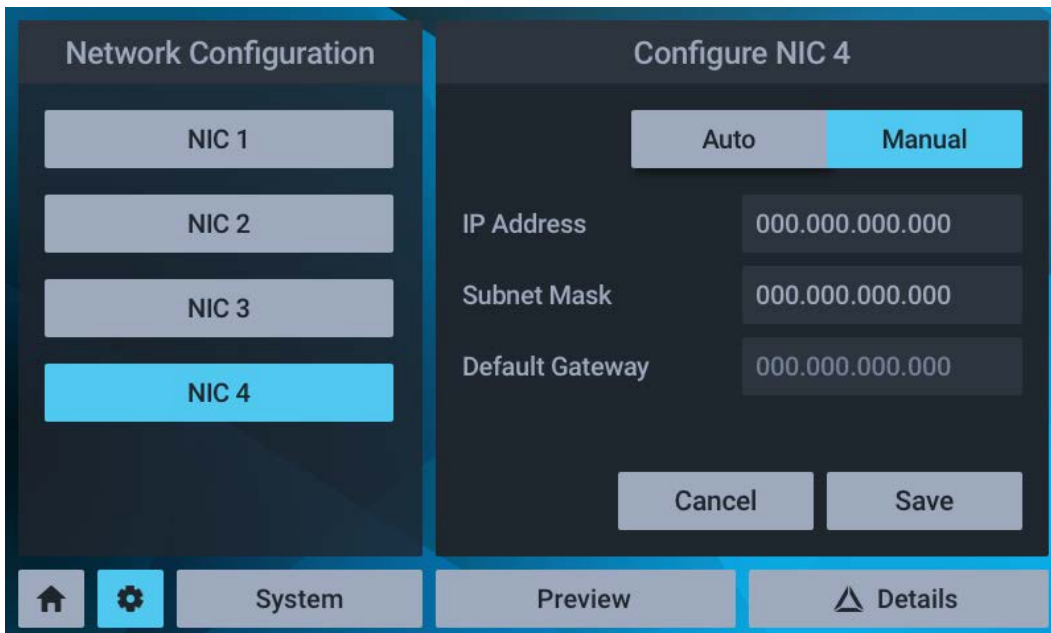 Network Configuration
NIC 1
NIC 2
NIC 3
NIC 4
Configure NIC 4
Auto Manual
IP Address 000.000.000.000
Subnet Mask 000.000.000.000
Default Gateway 000.000.000.000
Cancel Save
System Preview Details